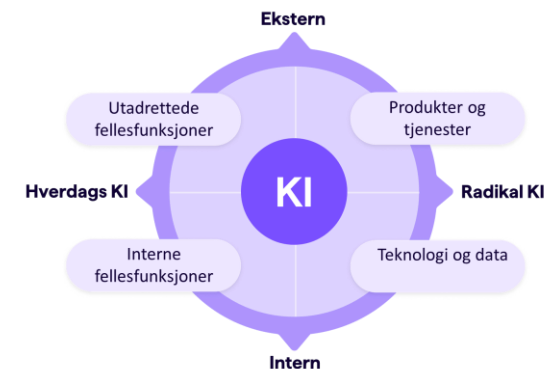 Ekstern
Utadrettede
fellesfunksjoner
Produkter og
tjenester
Hverdags KI
KI
Radikal KI
Interne
fellesfunksjoner
Teknologi og data
Intern